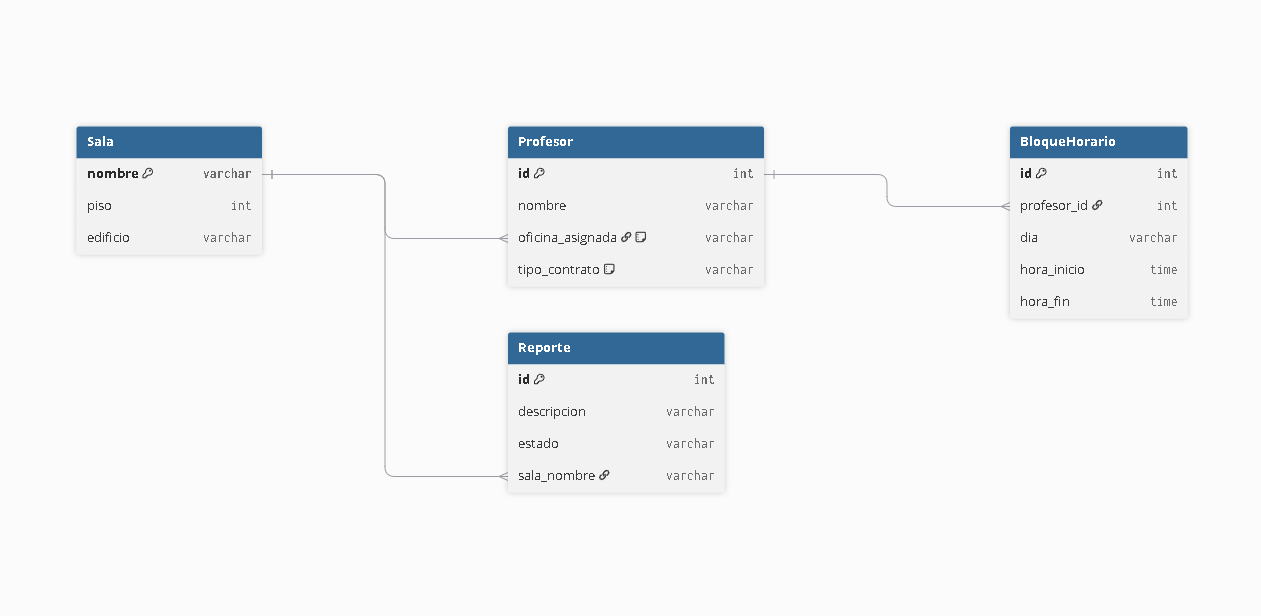 Sala
nombre varchar
piso int
edificio varchar
Profesor
id int
nombre varchar
oficina_asignada varchar
tipo_contrato varchar
Reporte
id int
descripcion varchar
estado varchar
sala_nombre varchar
BloqueHorario
id int
profesor_id int
dia varchar
hora_inicio time
hora_fin time